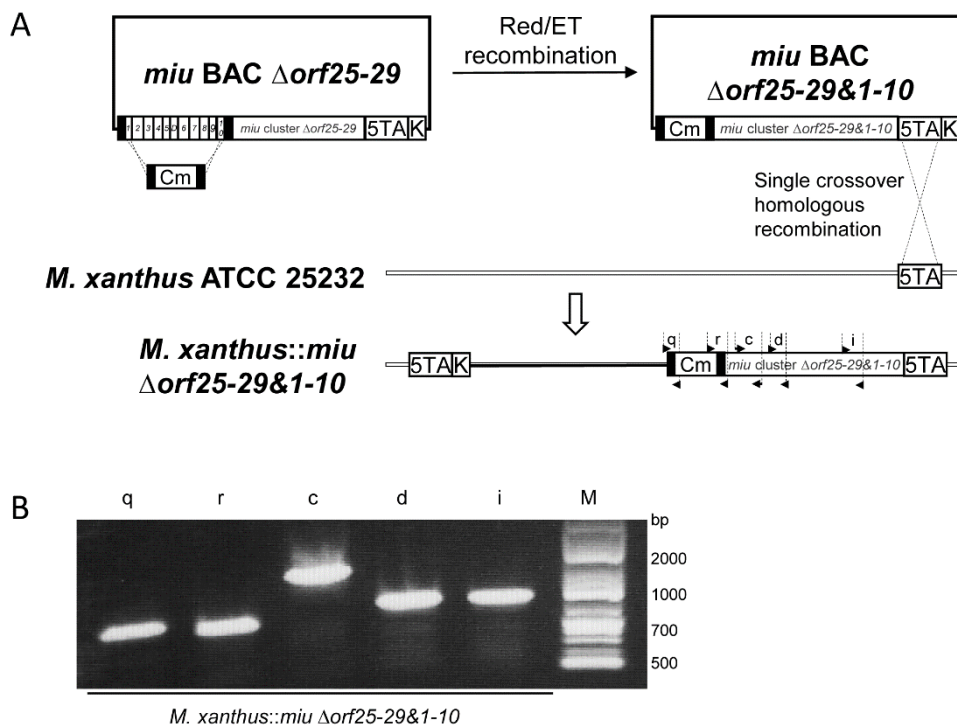 A
Red/ET
recombination
miu BAC Δorf25-29
miu BAC
Δorf25-29&1-10
1 2 3 4 5 D 6 7 8 9 10
miu cluster Δorf25-29
5TA K
Cm
miu cluster Δorf25-29&1-10
5TA K
Cm
Single crossover
homologous
recombination
M. xanthus ATCC 25232
5TA
M. xanthus::miu
Δorf25-29&1-10
q r c d i
5TA K
Cm
miu cluster Δorf25-29&1-10
5TA
B
q r c d i M
bp
2000
1000
700
500
M. xanthus::miu Δorf25-29&1-10